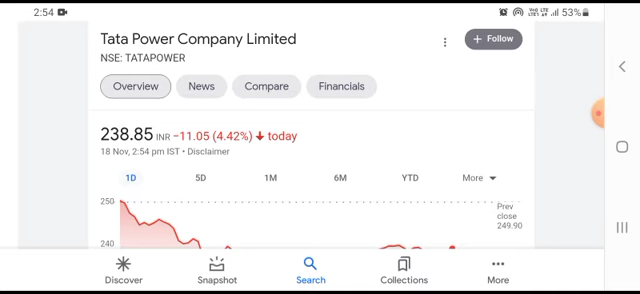 2:54 53%
Tata Power Company Limited
+ Follow
NSE: TATAPOWER
Overview News Compare Financials
238.85 INR −11.05 (4.42%) ↓ today
18 Nov, 2:54 pm IST • Disclaimer
1D 5D 1M 6M YTD More
250
Prev
close
249.90
240
Discover Snapshot Search Collections More